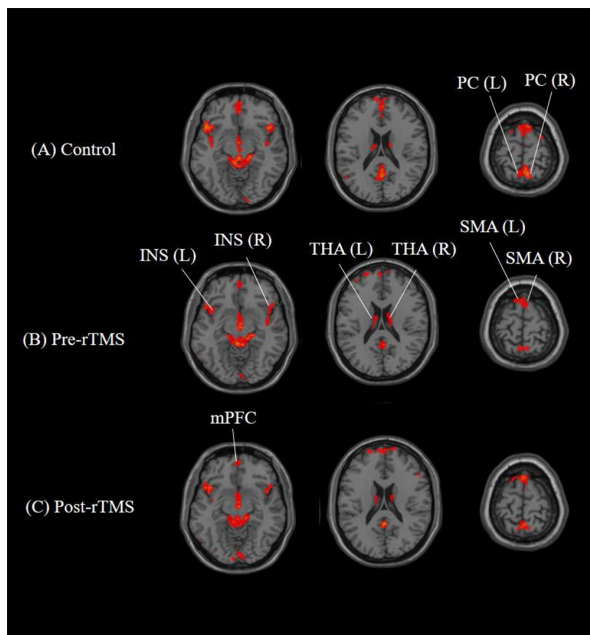 PC (L)
PC (R)
(A) Control
INS (L)
INS (R)
THA (L)
THA (R)
SMA (L)
SMA (R)
(B) Pre-rTMS
mPFC
(C) Post-rTMS